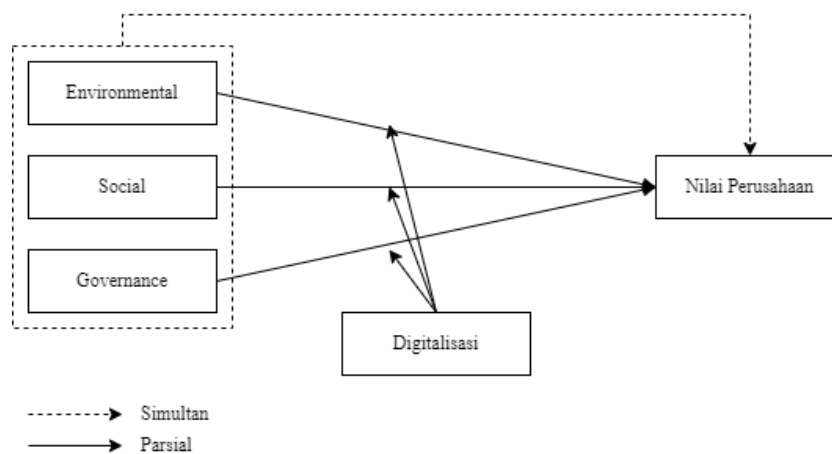 Environmental
Social
Nilai Perusahaan
Governance
Digitalisasi
Simultan
Parsial